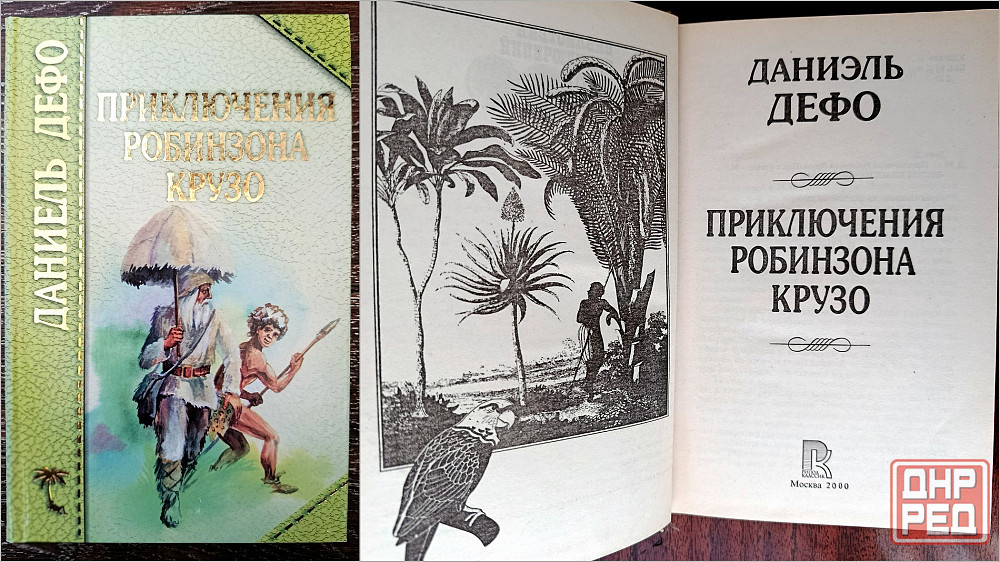 ДАНИЕЛЬ ДЕФО
ПРИКЛЮЧЕНИЯ
РОБИНЗОНА
КРУЗО
ДАНИЭЛЬ
ДЕФО
ПРИКЛЮЧЕНИЯ
РОБИНЗОНА
КРУЗО
Москва 2000
ДНР
РЕД